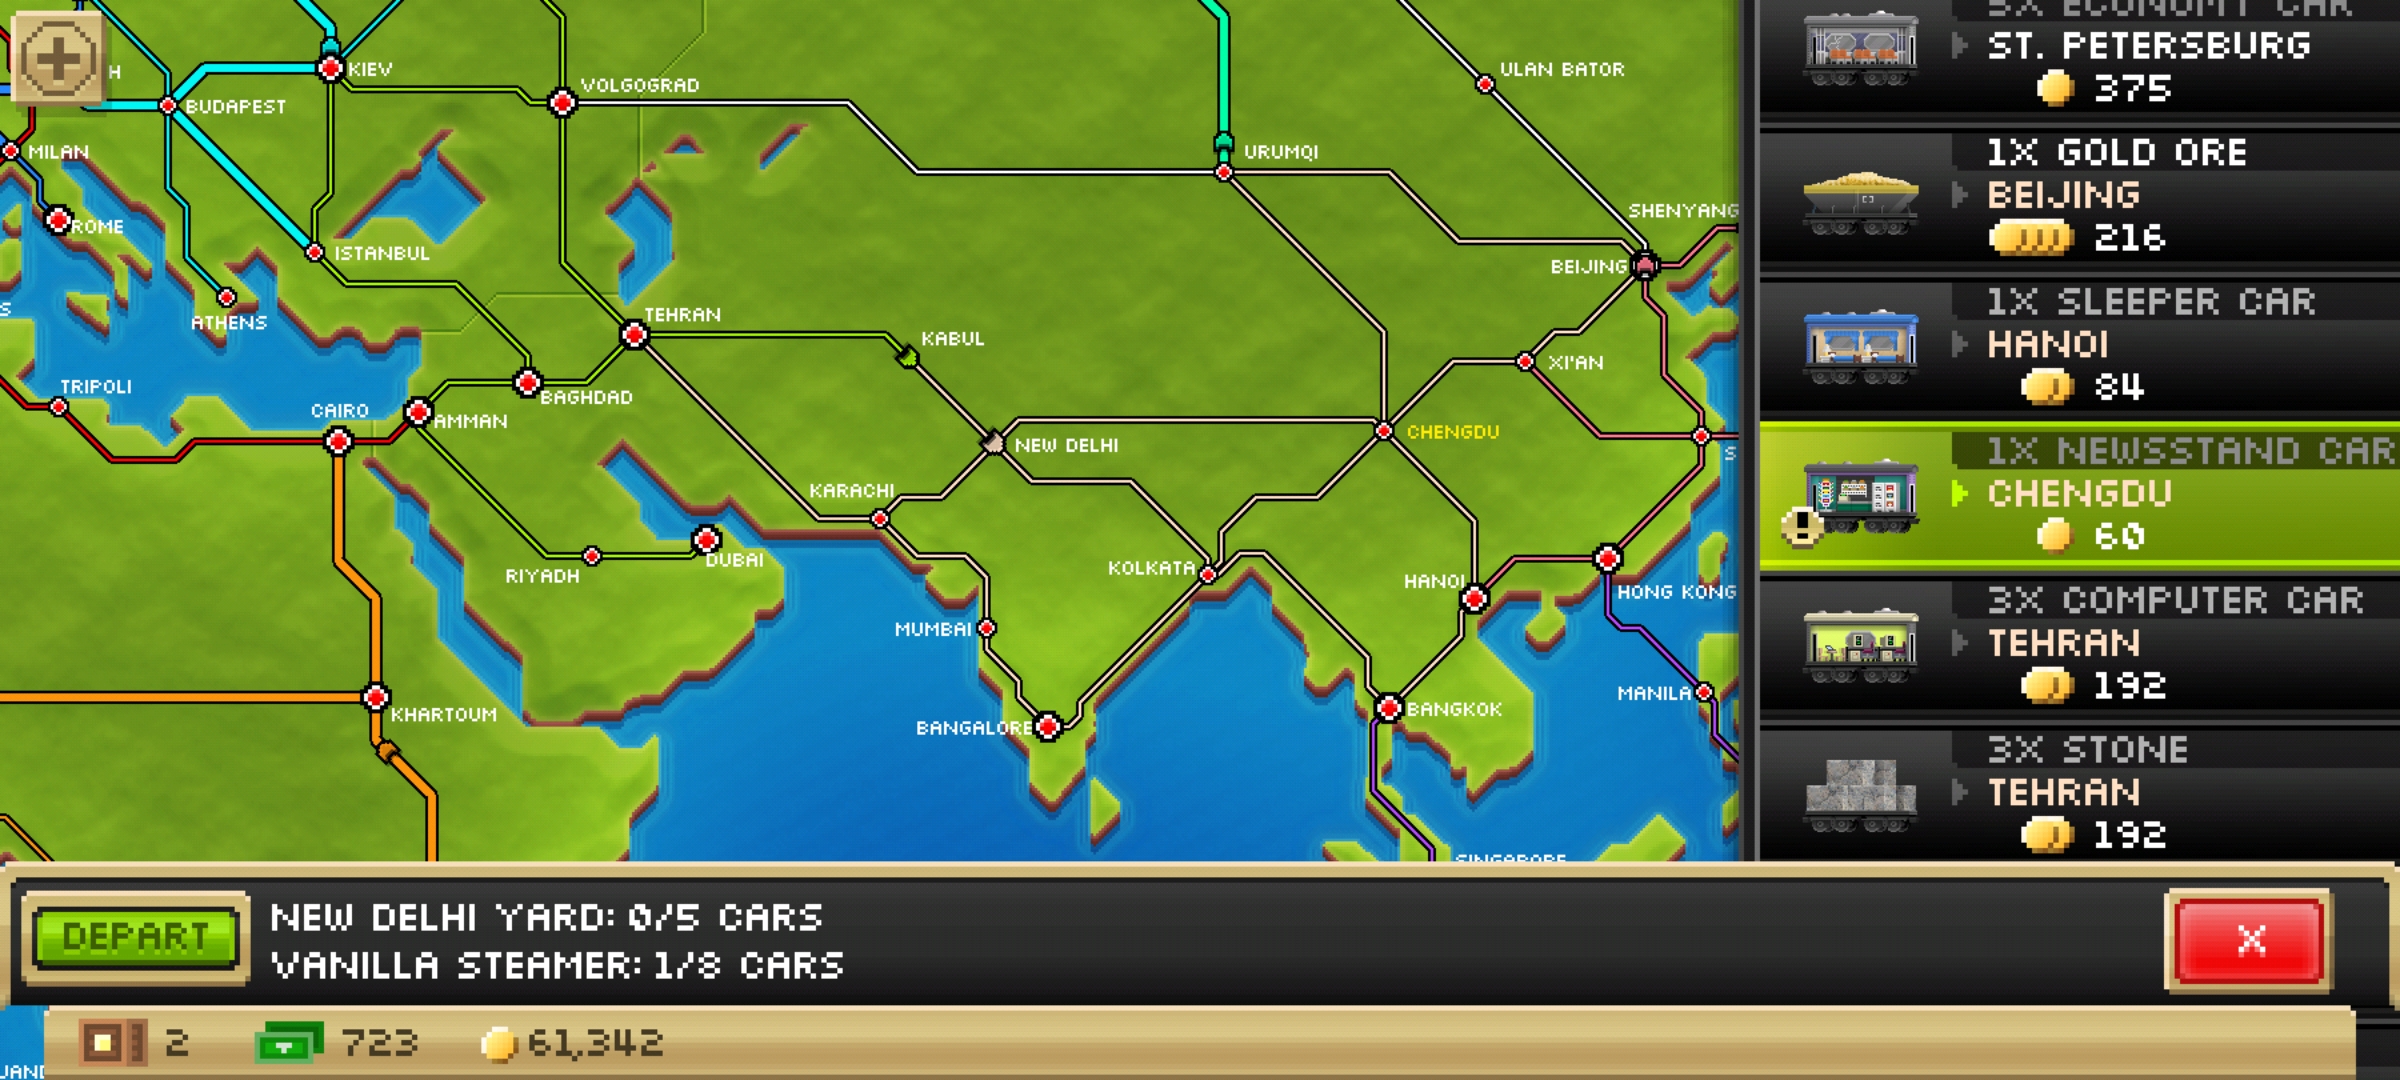 KIEV
BUDAPEST
VOLGOGRAD
ULAN BATOR
MILAN
URUMQI
SHENYANG
ROME
ISTANBUL
BEIJING
ATHENS
TEHRAN
KABUL
XI'AN
TRIPOLI
CAIRO
BAGHDAD
AMMAN
NEW DELHI
CHENGDU
KARACHI
RIYADH
DUBAI
KOLKATA
HANOI
HONG KONG
MUMBAI
MANILA
KHARTOUM
BANGALORE
BANGKOK
SINGAPORE
5X ECONOMY CAR
ST. PETERSBURG
375
1X GOLD ORE
BEIJING
216
1X SLEEPER CAR
HANOI
84
1X NEWSSTAND CAR
CHENGDU
60
3X COMPUTER CAR
TEHRAN
192
3X STONE
TEHRAN
192
DEPART
NEW DELHI YARD: 0/5 CARS
VANILLA STEAMER: 1/8 CARS
X
2
723
61,342